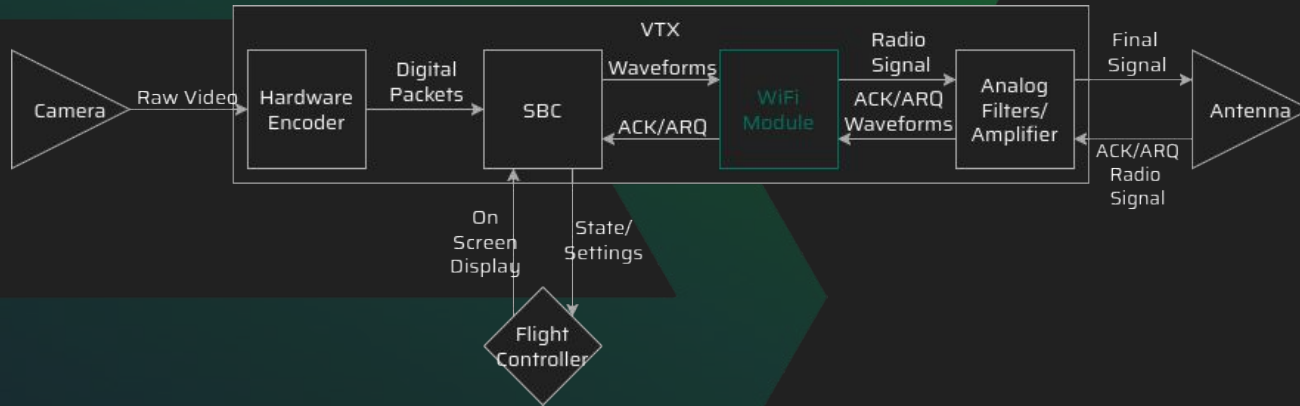 VTX
Camera
Raw Video
Hardware
Encoder
Digital
Packets
SBC
Waveforms
ACK/ARQ
WiFi
Module
Radio
Signal
ACK/ARQ
Waveforms
Analog
Filters/
Amplifier
Final
Signal
ACK/ARQ
Radio
Signal
Antenna
On
Screen
Display
State/
Settings
Flight
Controller